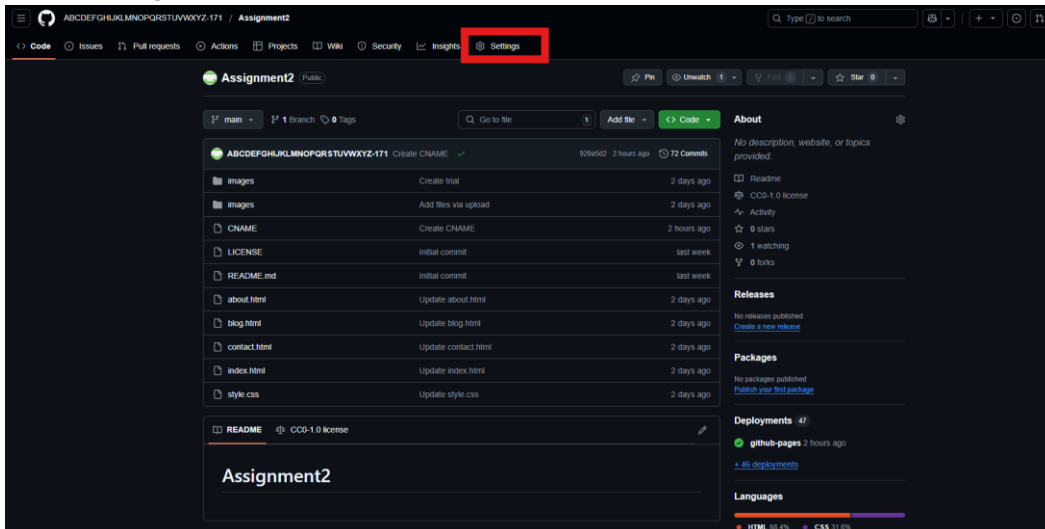 ABCDEFGHIJKLMNOPQRSTUVWXYZ-171 / Assignment2 Type / to search
Code Issues Pull requests Actions Projects Wiki Security Insights Settings
Assignment2 Public Pin Unwatch 1 Fork Star 0
main 1 Branch 0 Tags Go to file t Add file Code
ABCDEFGHIJKLMNOPQRSTUVWXYZ-171 Create CNAME 929a5d2 · 2 hours ago 72 Commits
images Create trial 2 days ago
images Add files via upload 2 days ago
CNAME Create CNAME 2 hours ago
LICENSE Initial commit last week
README.md Initial commit last week
about.html Update about.html 2 days ago
blog.html Update blog.html 2 days ago
contact.html Update contact.html 2 days ago
index.html Update index.html 2 days ago
style.css Update style.css 2 days ago
README CC0-1.0 license
Assignment2
About
No description, website, or topics
provided.
Readme
CC0-1.0 license
Activity
0 stars
1 watching
0 forks
Releases
No releases published
Create a new release
Packages
No packages published
Publish your first package
Deployments 47
github-pages 2 hours ago
+ 46 deployments
Languages
HTML 68.4% CSS 31.6%